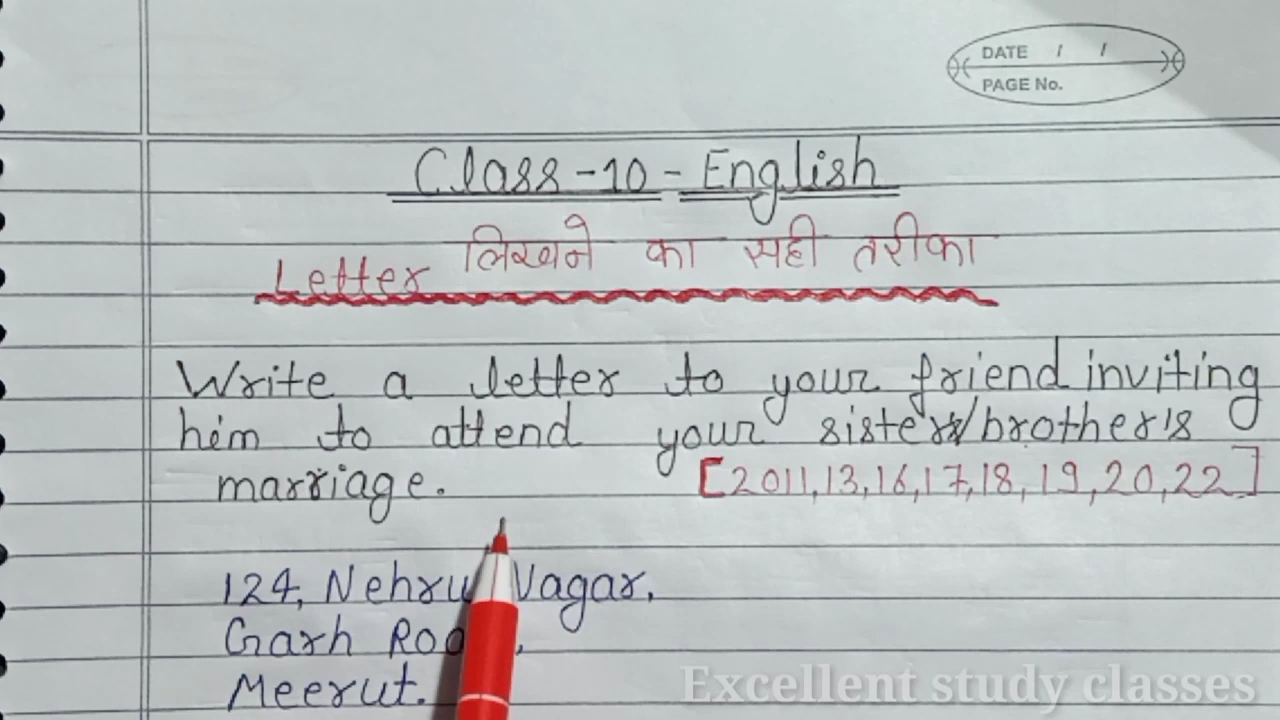 DATE / /
PAGE No.
Class-10-English
Letter लिखने का सही तरीका
Write a letter to your friend inviting
him to attend your sister's/brother's
marriage. [2011,13,16,17,18,19,20,22]
124, Nehru Nagar,
Garh Road,
Meerut.
Excellent study classes